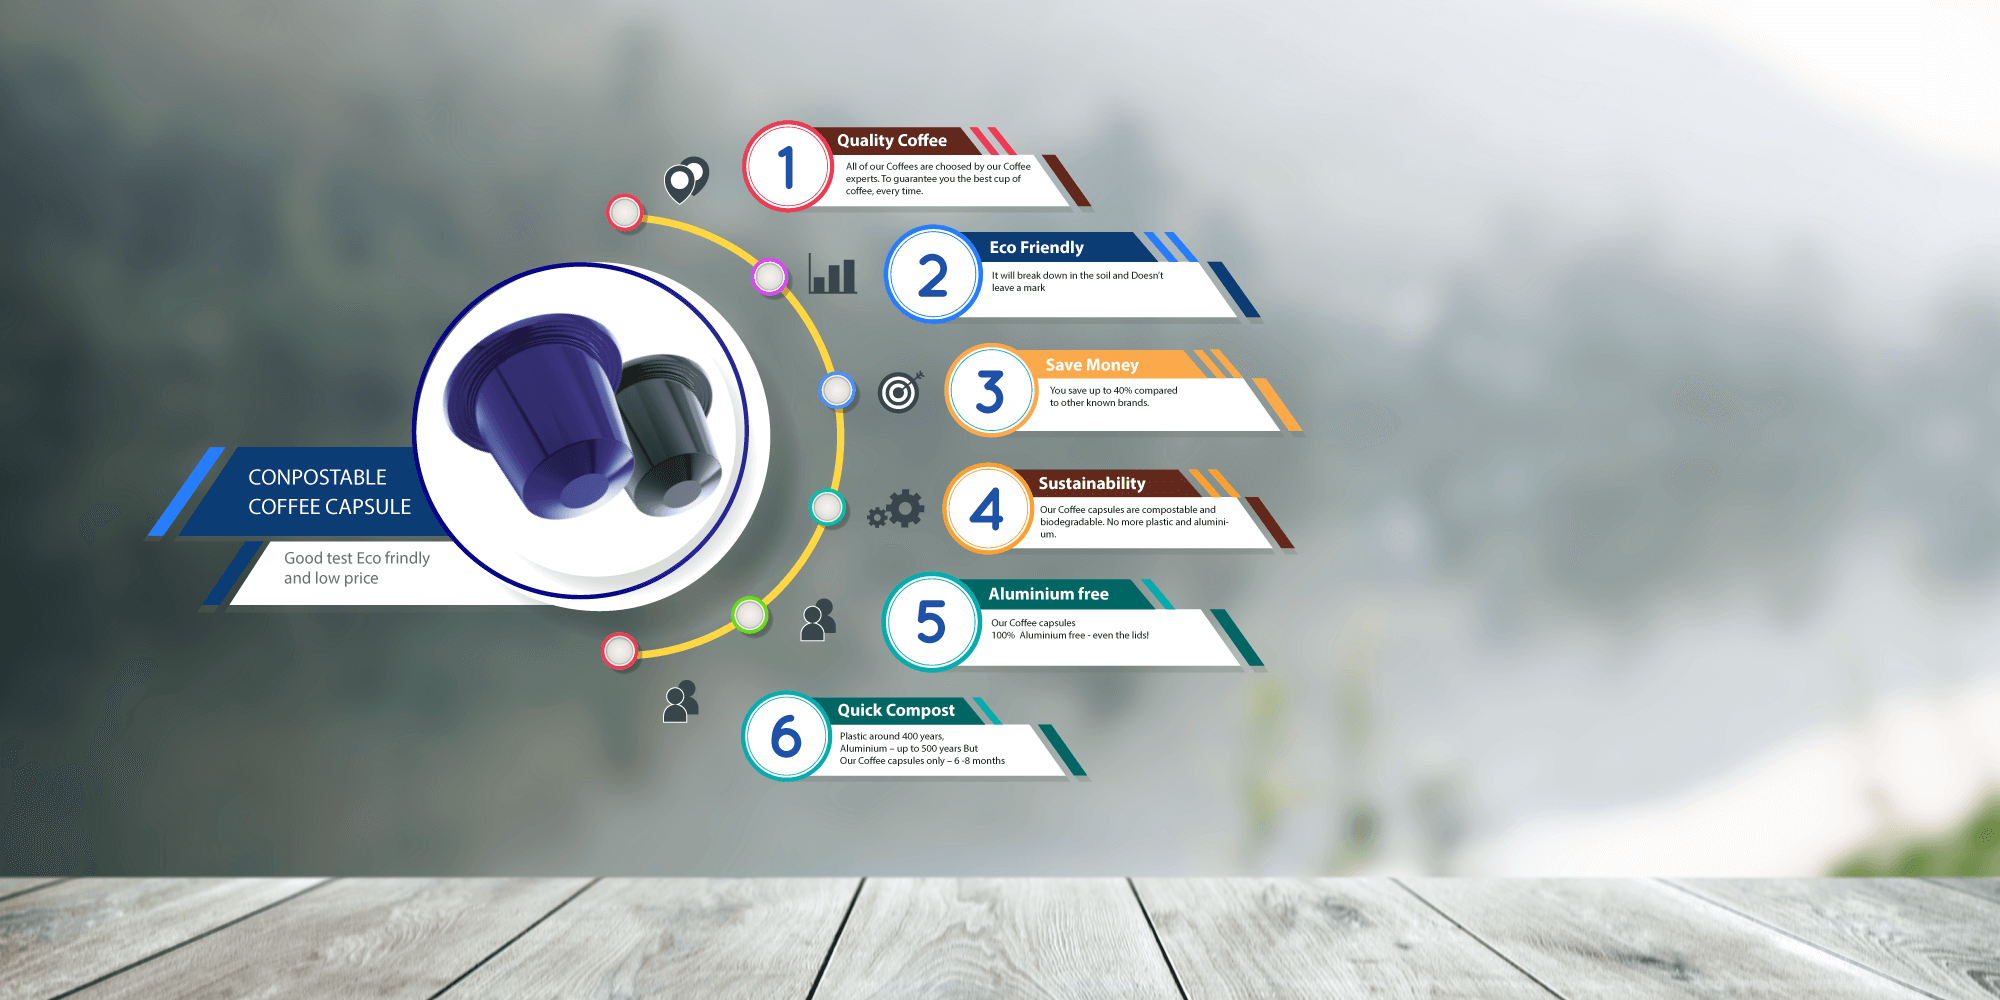 CONPOSTABLE
COFFEE CAPSULE
Good test Eco frindly
and low price
1
Quality Coffee
All of our Coffees are choosed by our Coffee
experts. To guarantee you the best cup of
coffee, every time.
2
Eco Friendly
It will break down in the soil and Doesn't
leave a mark
3
Save Money
You save up to 40% compared
to other known brands.
4
Sustainability
Our Coffee capsules are compostable and
biodegradable. No more plastic and alumini-
um.
5
Aluminium free
Our Coffee capsules
100% Aluminium free - even the lids!
6
Quick Compost
Plastic around 400 years,
Aluminium – up to 500 years But
Our Coffee capsules only – 6 -8 months